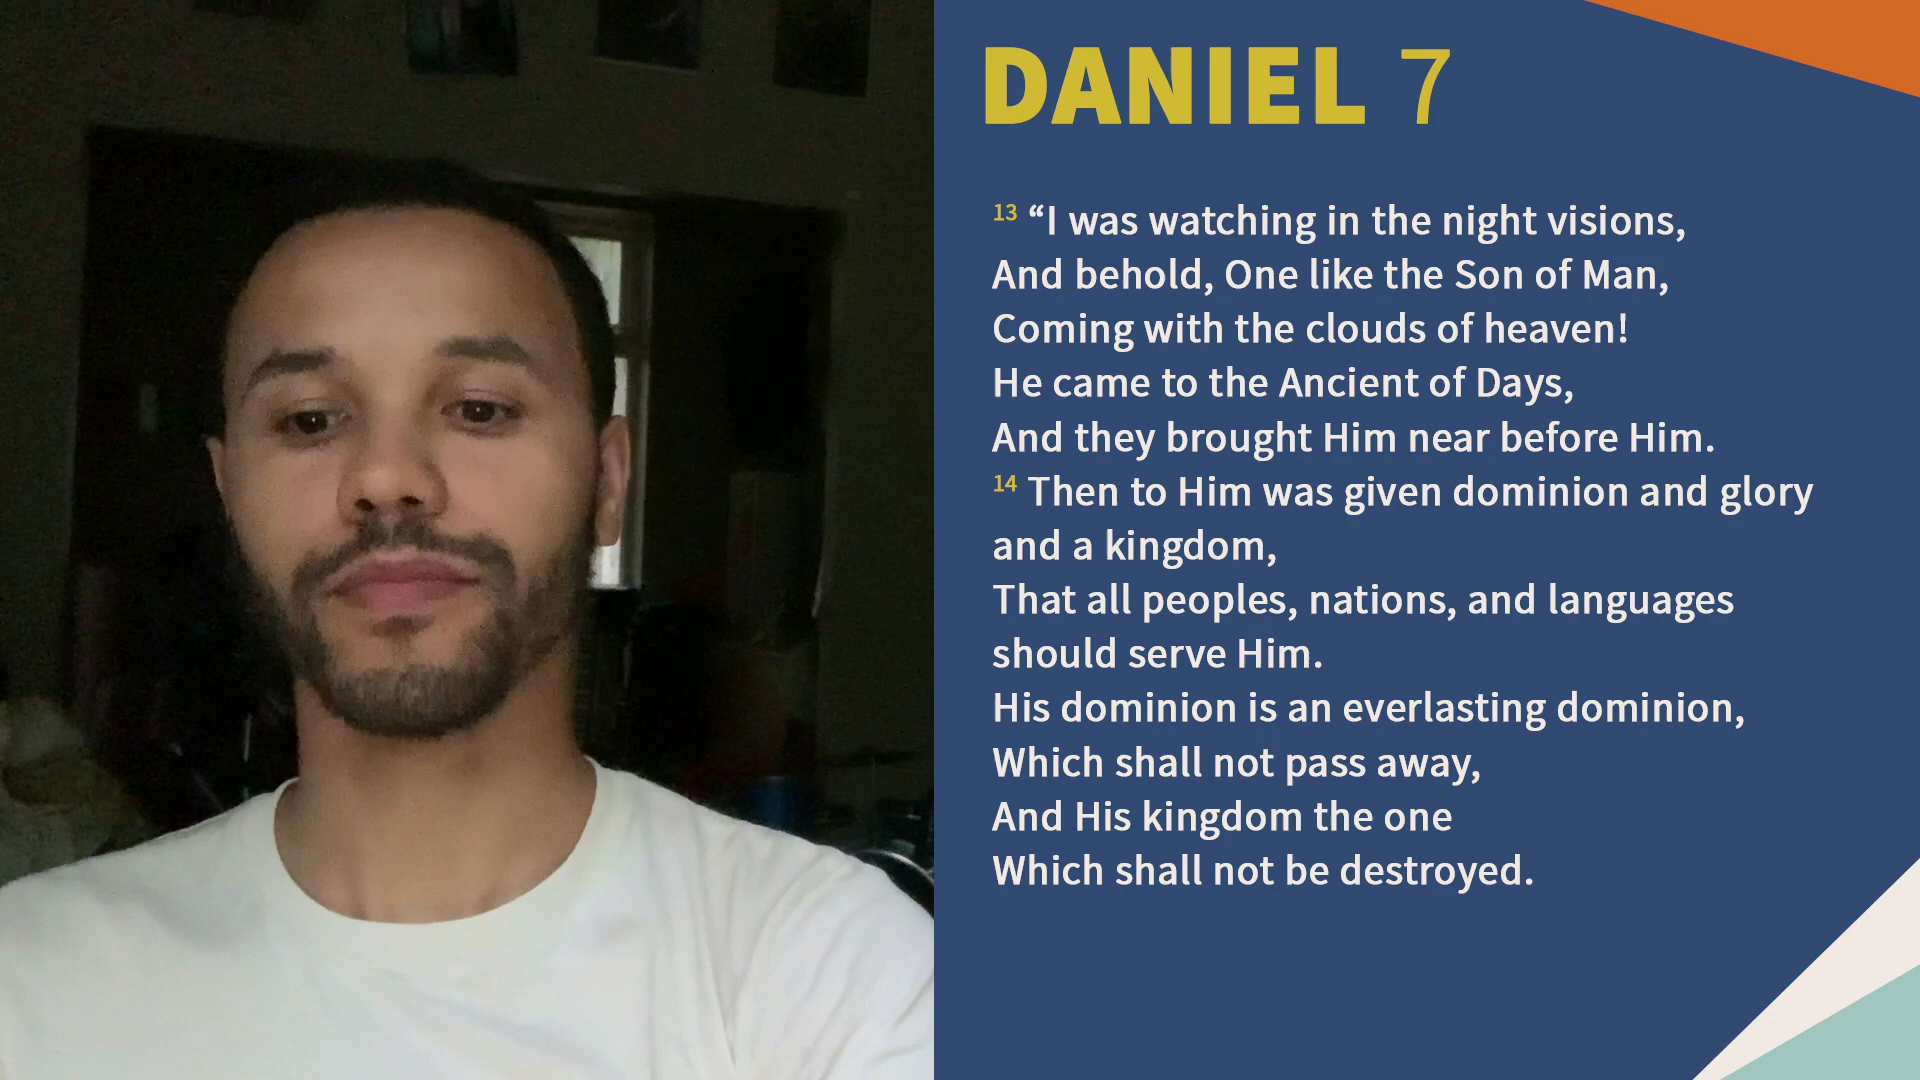 DANIEL 7
13 “I was watching in the night visions,
And behold, One like the Son of Man,
Coming with the clouds of heaven!
He came to the Ancient of Days,
And they brought Him near before Him.
14 Then to Him was given dominion and glory
and a kingdom,
That all peoples, nations, and languages
should serve Him.
His dominion is an everlasting dominion,
Which shall not pass away,
And His kingdom the one
Which shall not be destroyed.